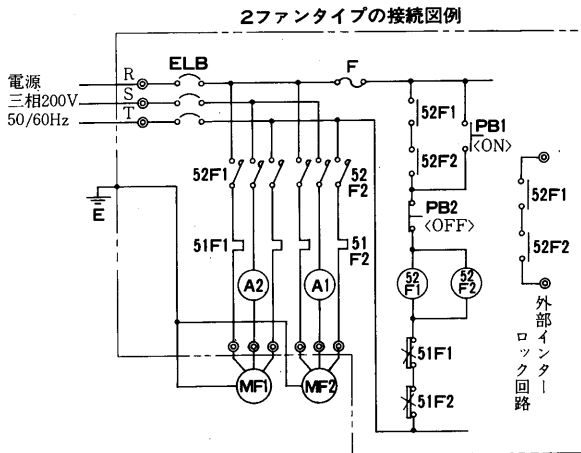 2ファンタイプの接続図例
電源
三相200V
50/60Hz
R
S
T
ELB
F
52F1
52F2
PB1
〈ON〉
52F1
52
F2
52F2
PB2
〈OFF〉
52F1
52F2
E
51F1
51
F2
A2
A1
52
F1
52
F2
外部インター
ロック回路
51F1
51F2
MF1
MF2